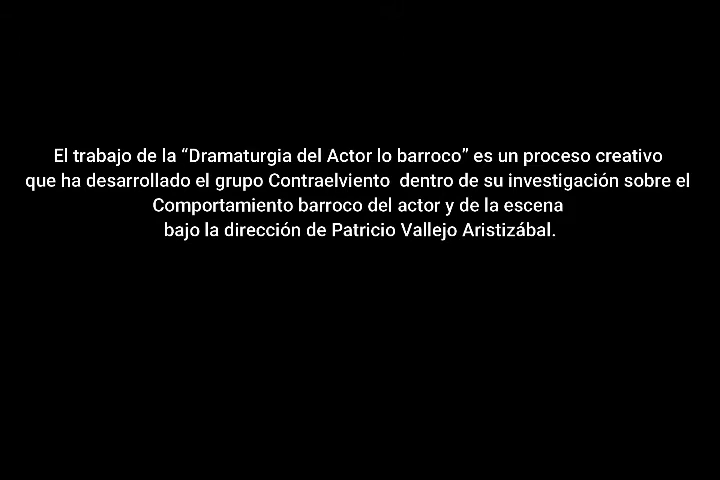 El trabajo de la “Dramaturgia del Actor lo barroco” es un proceso creativo
que ha desarrollado el grupo Contraelviento dentro de su investigación sobre el
Comportamiento barroco del actor y de la escena
bajo la dirección de Patricio Vallejo Aristizábal.